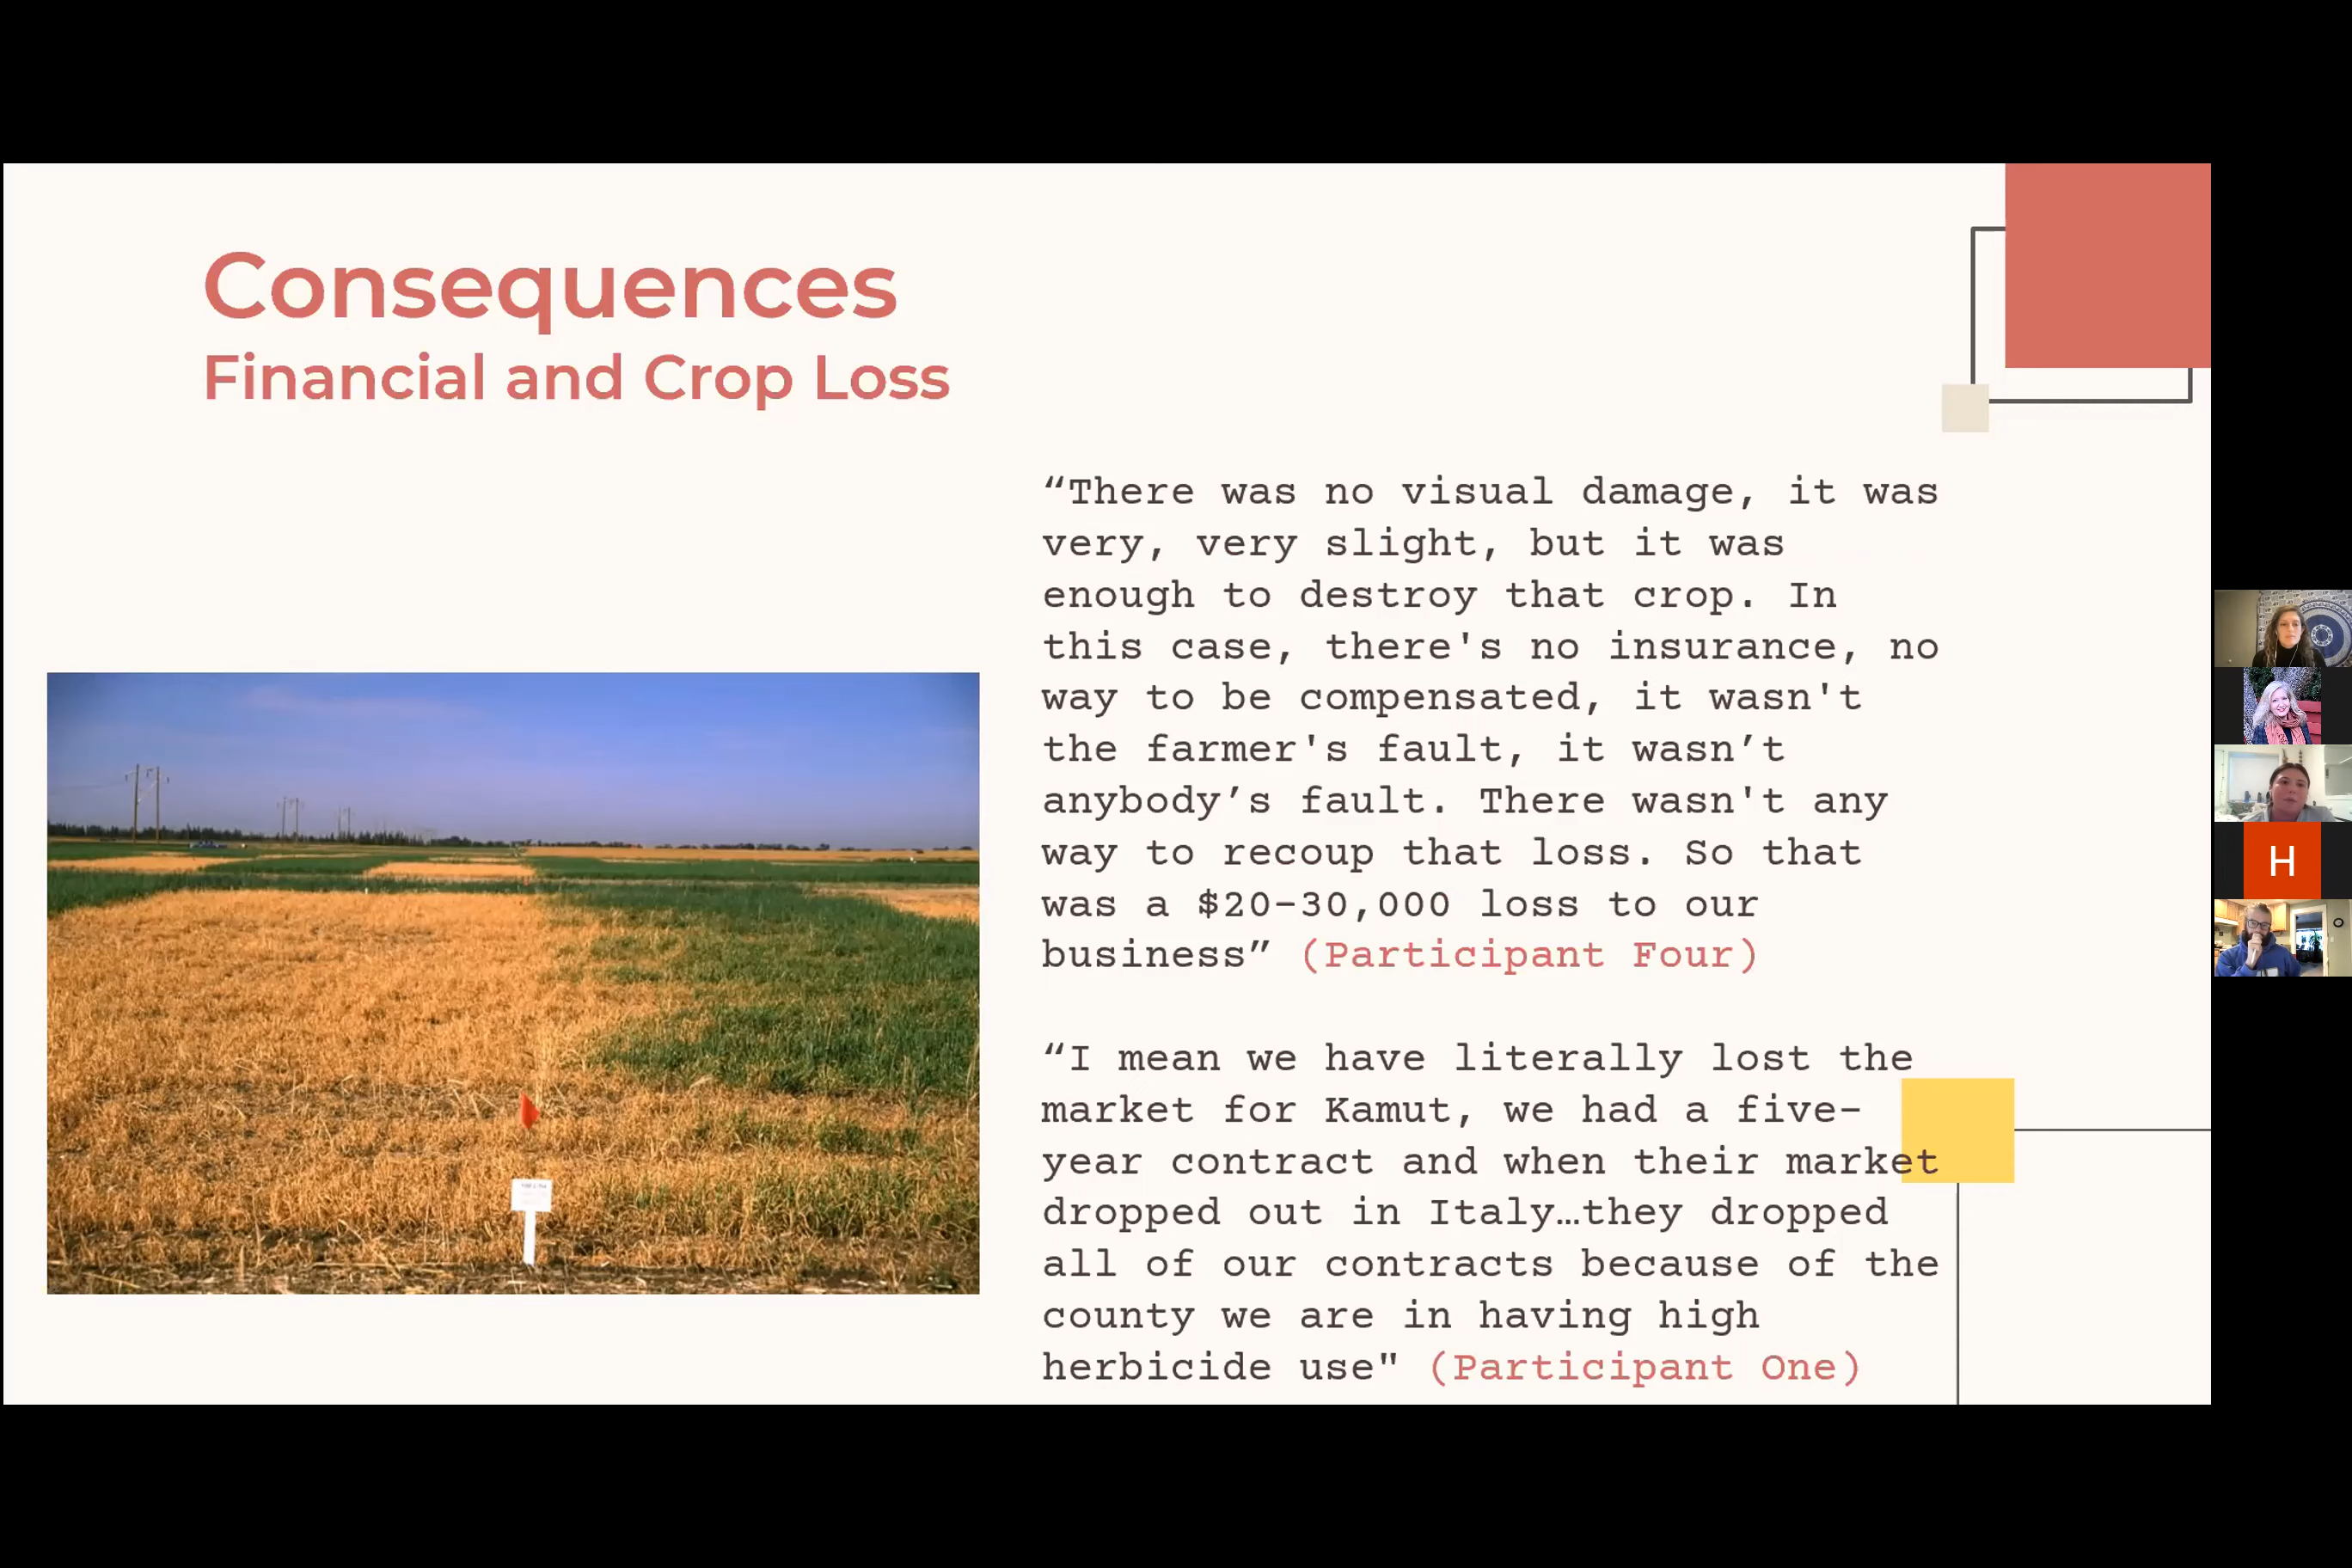 Consequences
Financial and Crop Loss
“There was no visual damage, it was
very, very slight, but it was
enough to destroy that crop. In
this case, there's no insurance, no
way to be compensated, it wasn't
the farmer's fault, it wasn’t
anybody’s fault. There wasn't any
way to recoup that loss. So that
was a $20-30,000 loss to our
business” (Participant Four)
“I mean we have literally lost the
market for Kamut, we had a five-
year contract and when their market
dropped out in Italy…they dropped
all of our contracts because of the
county we are in having high
herbicide use" (Participant One)
H